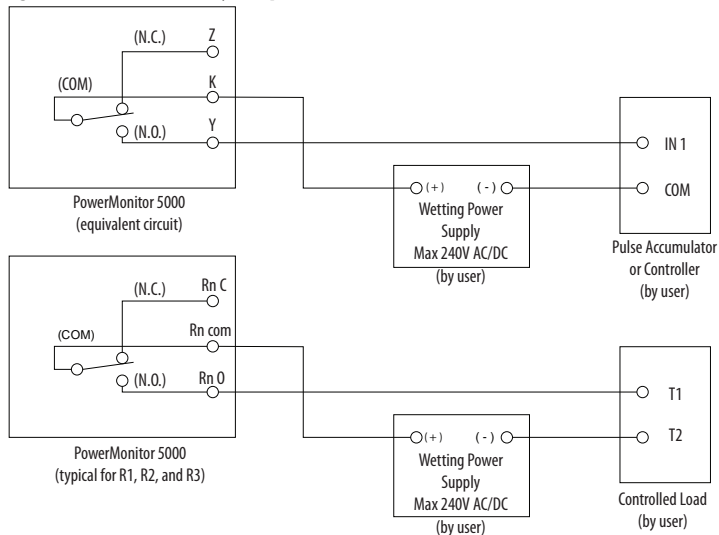 (N.C.)
Z
(COM)
K
(N.O.)
Y
IN 1
COM
(+) (-)
Wetting Power
Supply
Max 240V AC/DC
(by user)
PowerMonitor 5000
(equivalent circuit)
Pulse Accumulator
or Controller
(by user)
(N.C.)
Rn C
(COM)
Rn com
(N.O.)
Rn O
T1
T2
(+) (-)
Wetting Power
Supply
Max 240V AC/DC
(by user)
PowerMonitor 5000
(typical for R1, R2, and R3)
Controlled Load
(by user)